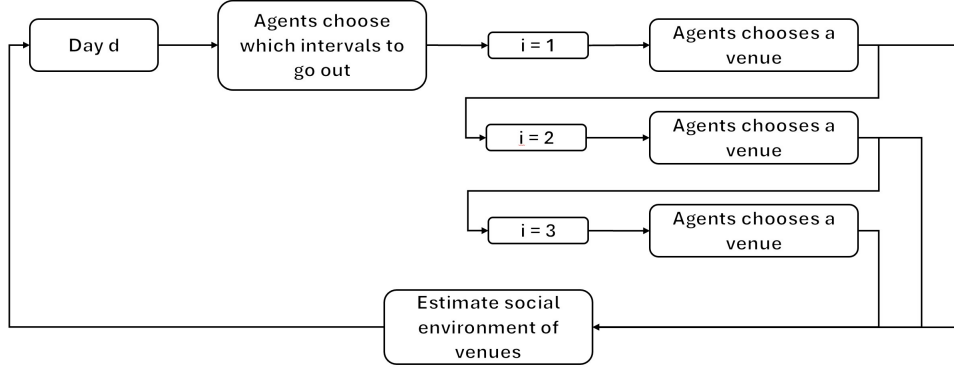 Day d
Agents choose
which intervals to
go out
i = 1
Agents chooses a
venue
i = 2
Agents chooses a
venue
i = 3
Agents chooses a
venue
Estimate social
environment of
venues